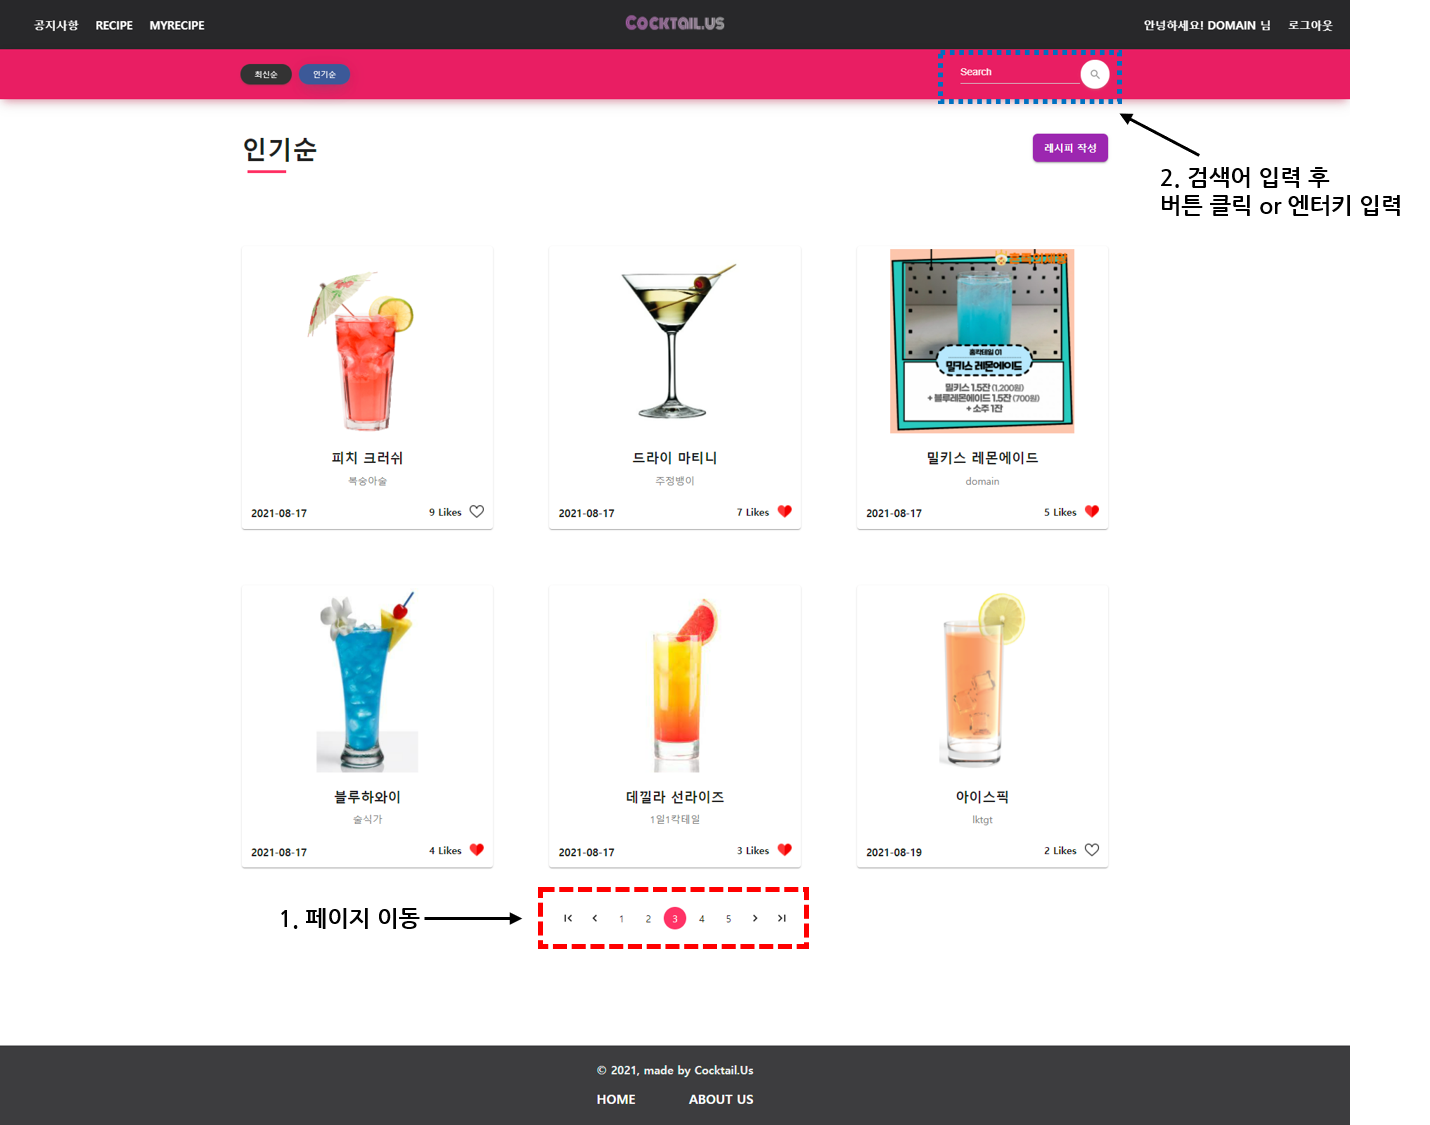 공지사항 RECIPE MYRECIPE
COCKTAIL.US
안녕하세요! DOMAIN 님 로그아웃
최신순 인기순
Search
인기순
레시피 작성
2. 검색어 입력 후
버튼 클릭 or 엔터키 입력
홈칵테일 01
밀키스 레몬에이드
밀키스 1.5잔 (1,200원)
+ 블루레몬에이드 1.5잔 (700원)
+ 소주 1잔
피치 크러쉬
복숭아술
2021-08-17 9 Likes
드라이 마티니
주정뱅이
2021-08-17 7 Likes
밀키스 레몬에이드
domain
2021-08-17 5 Likes
블루하와이
술식가
2021-08-17 4 Likes
데낄라 선라이즈
1일1칵테일
2021-08-17 3 Likes
아이스픽
lktgt
2021-08-19 2 Likes
1. 페이지 이동
1 2 3 4 5
© 2021, made by Cocktail.Us
HOME ABOUT US